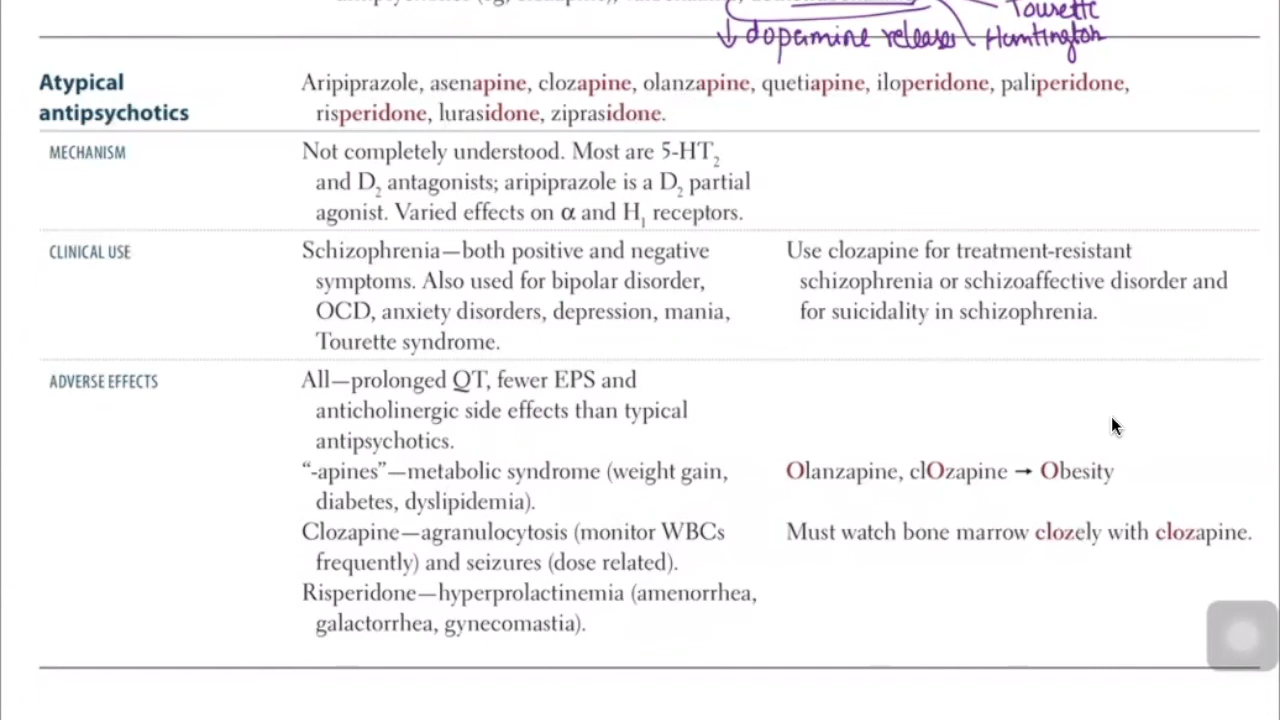 Tourette
↓ dopamine release Huntington
Atypical
antipsychotics
Aripiprazole, asenapine, clozapine, olanzapine, quetiapine, iloperidone, paliperidone,
risperidone, lurasidone, ziprasidone.
MECHANISM
Not completely understood. Most are 5-HT₂
and D₂ antagonists; aripiprazole is a D₂ partial
agonist. Varied effects on α and H₁ receptors.
CLINICAL USE
Schizophrenia—both positive and negative
symptoms. Also used for bipolar disorder,
OCD, anxiety disorders, depression, mania,
Tourette syndrome.
Use clozapine for treatment-resistant
schizophrenia or schizoaffective disorder and
for suicidality in schizophrenia.
ADVERSE EFFECTS
All—prolonged QT, fewer EPS and
anticholinergic side effects than typical
antipsychotics.
“-apines”—metabolic syndrome (weight gain,
diabetes, dyslipidemia).
Olanzapine, clOzapine → Obesity
Clozapine—agranulocytosis (monitor WBCs
frequently) and seizures (dose related).
Must watch bone marrow clozely with clozapine.
Risperidone—hyperprolactinemia (amenorrhea,
galactorrhea, gynecomastia).